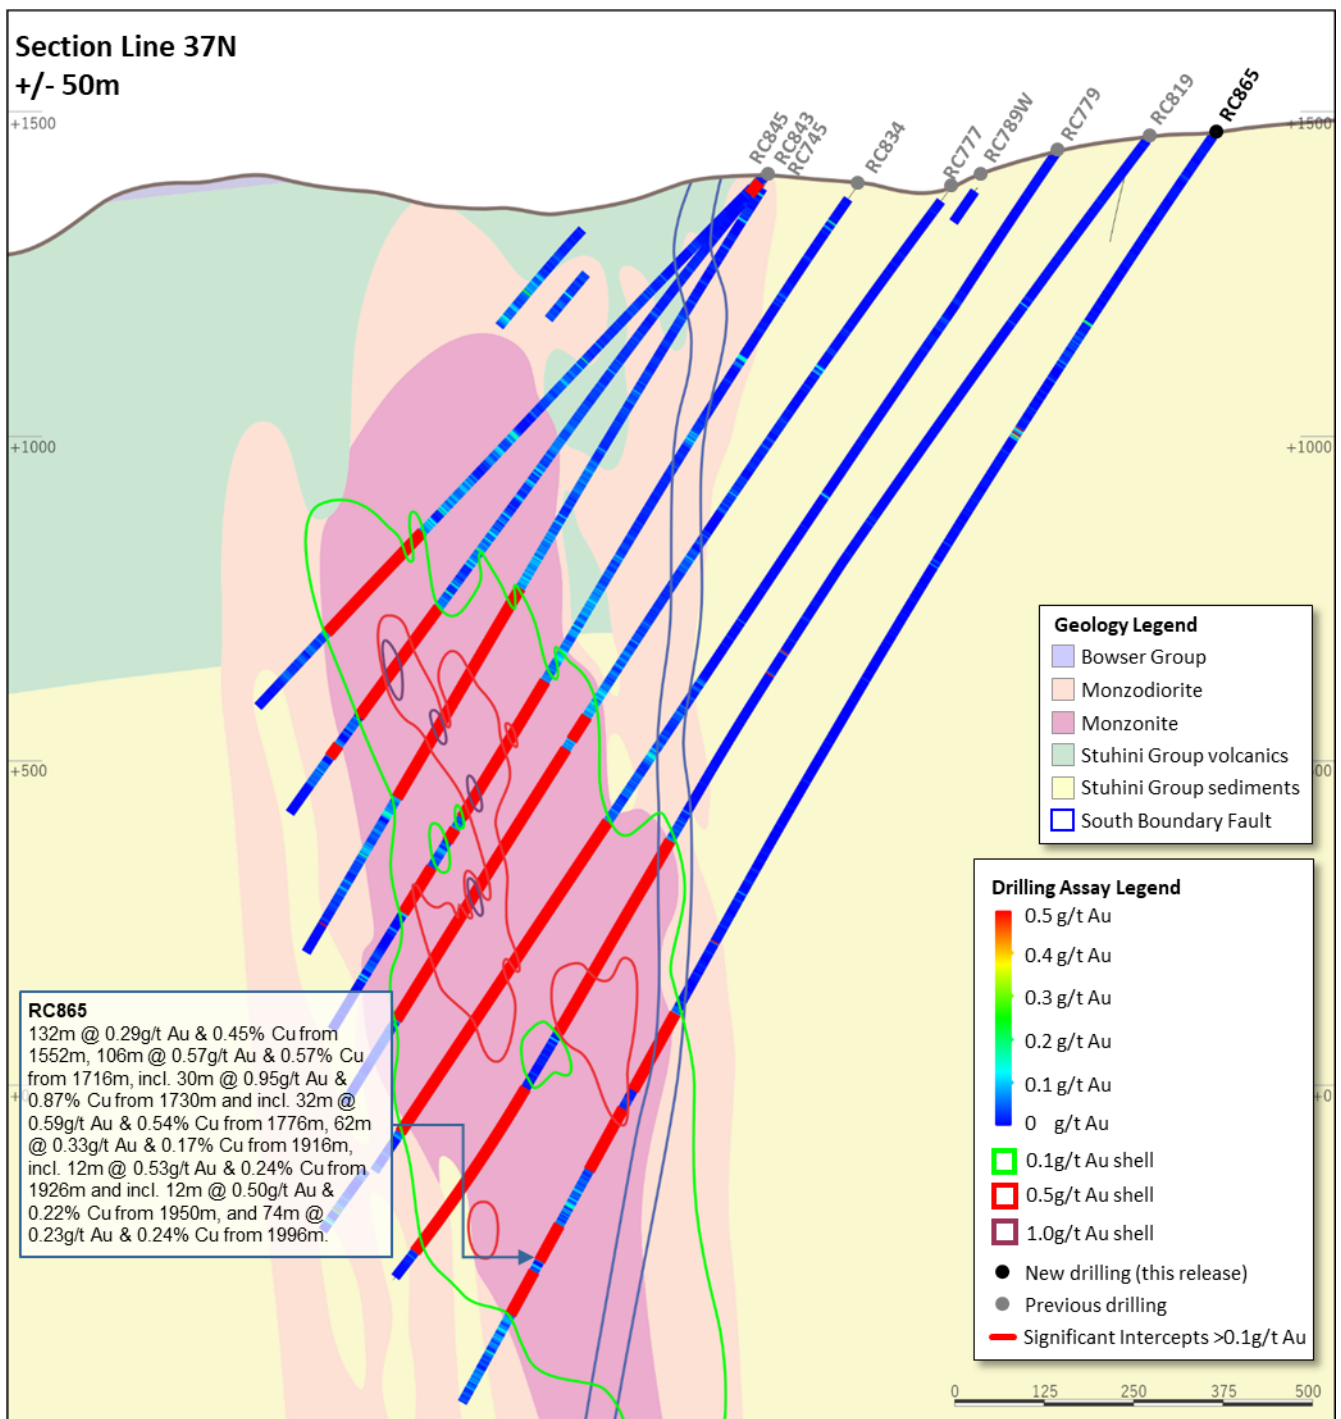 Section Line 37N
+/- 50m
+1500
+1500
RC845
RC843
RC745
RC834
RC777
RC789W
RC779
RC819
RC865
+1000
+1000
+500
00
+0
Geology Legend
Bowser Group
Monzodiorite
Monzonite
Stuhini Group volcanics
Stuhini Group sediments
South Boundary Fault
Drilling Assay Legend
0.5 g/t Au
0.4 g/t Au
0.3 g/t Au
0.2 g/t Au
0.1 g/t Au
0 g/t Au
0.1g/t Au shell
0.5g/t Au shell
1.0g/t Au shell
New drilling (this release)
Previous drilling
Significant Intercepts >0.1g/t Au
RC865
132m @ 0.29g/t Au & 0.45% Cu from
1552m, 106m @ 0.57g/t Au & 0.57% Cu
from 1716m, incl. 30m @ 0.95g/t Au &
0.87% Cu from 1730m and incl. 32m @
0.59g/t Au & 0.54% Cu from 1776m, 62m
@ 0.33g/t Au & 0.17% Cu from 1916m,
incl. 12m @ 0.53g/t Au & 0.24% Cu from
1926m and incl. 12m @ 0.50g/t Au &
0.22% Cu from 1950m, and 74m @
0.23g/t Au & 0.24% Cu from 1996m.
+0
0 125 250 375 500